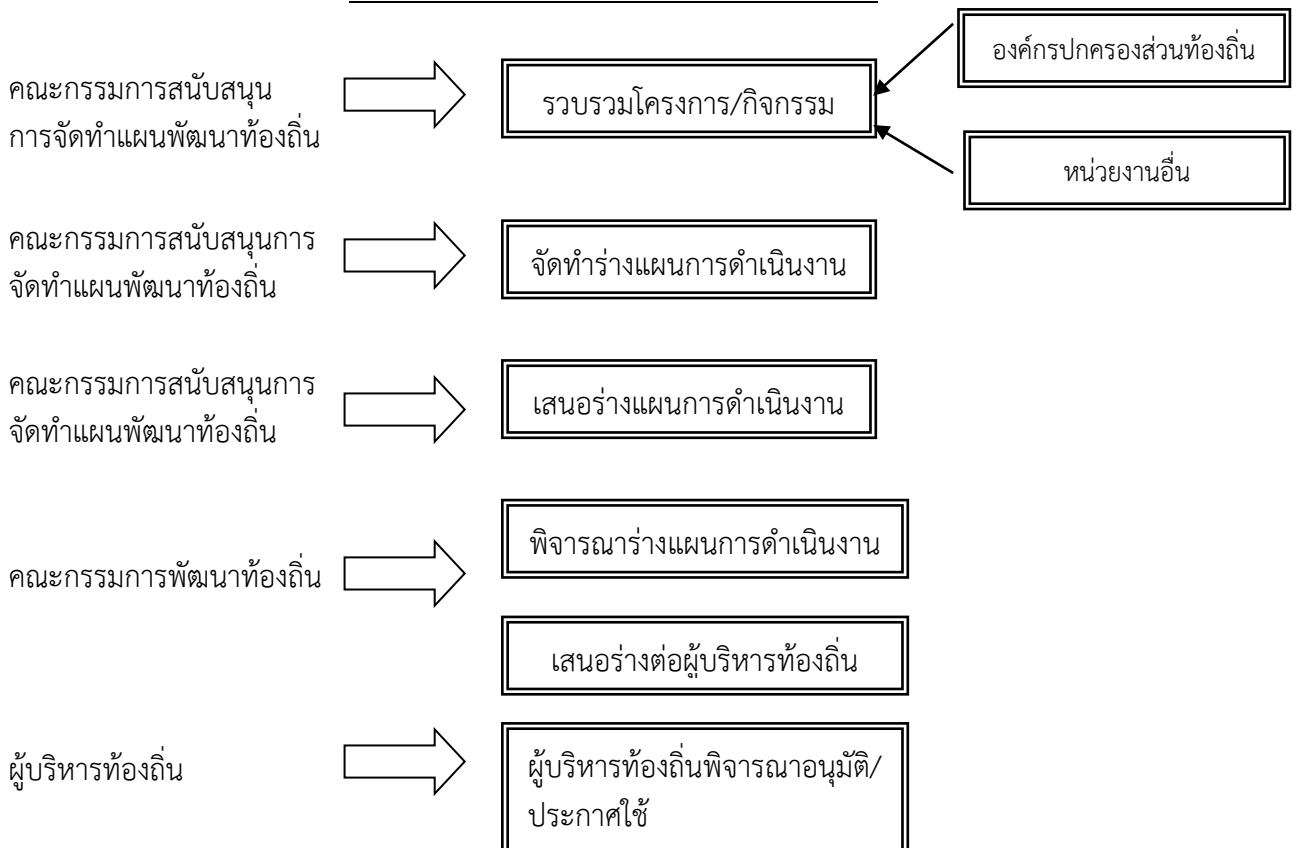 องค์กรปกครองส่วนท้องถิ่น
คณะกรรมการสนับสนุน
การจัดทำแผนพัฒนาท้องถิ่น
รวบรวมโครงการ/กิจกรรม
หน่วยงานอื่น
คณะกรรมการสนับสนุนการ
จัดทำแผนพัฒนาท้องถิ่น
จัดทำร่างแผนการดำเนินงาน
คณะกรรมการสนับสนุนการ
จัดทำแผนพัฒนาท้องถิ่น
เสนอร่างแผนการดำเนินงาน
คณะกรรมการพัฒนาท้องถิ่น
พิจารณาร่างแผนการดำเนินงาน
เสนอร่างต่อผู้บริหารท้องถิ่น
ผู้บริหารท้องถิ่น
ผู้บริหารท้องถิ่นพิจารณาอนุมัติ/
ประกาศใช้